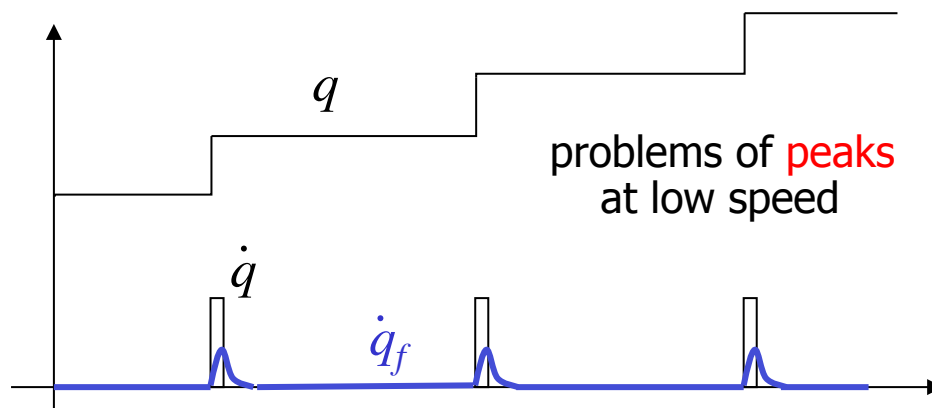 q
problems of peaks
at low speed
q̇
q̇f